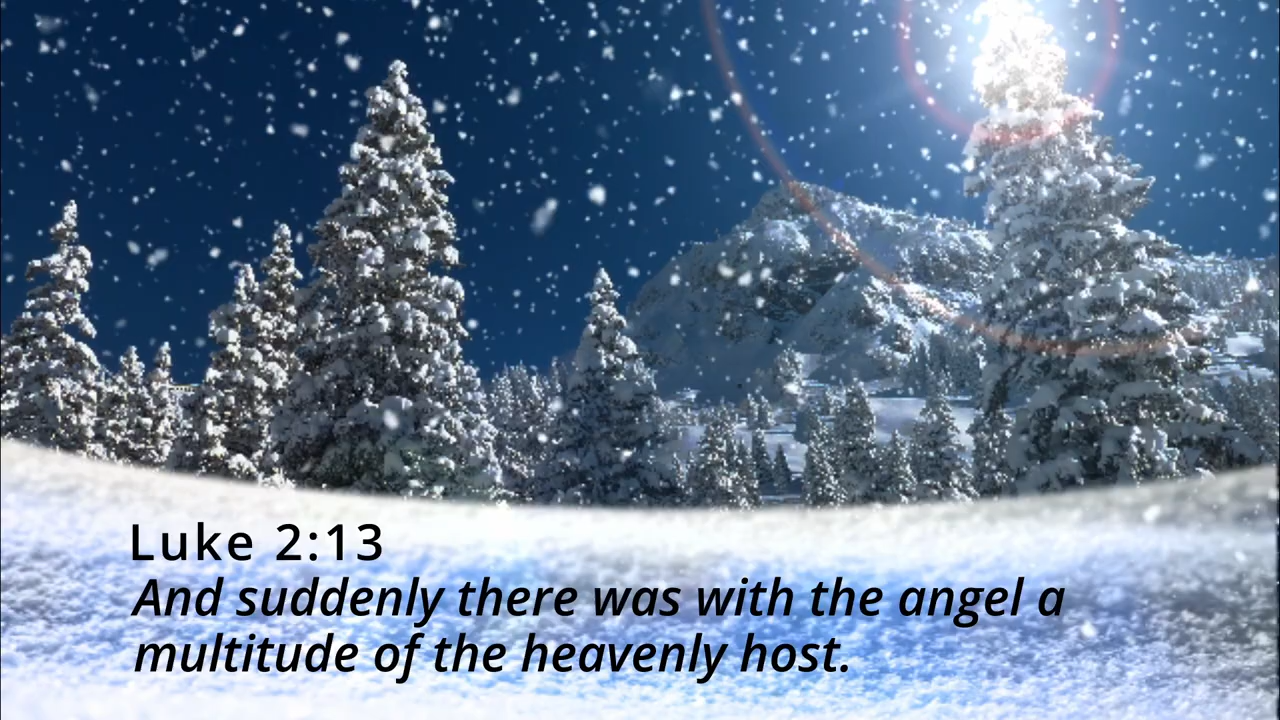 Luke 2:13
And suddenly there was with the angel a
multitude of the heavenly host.